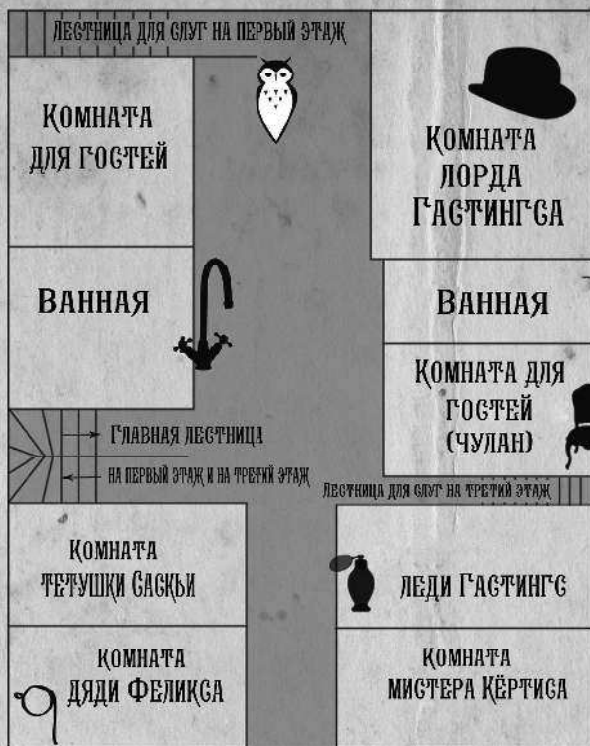 Лестница для слуг на первый этаж
Комната
для гостей
Комната
лорда
Гастингса
Ванная
Ванная
Комната для
гостей
(чулан)
Главная лестница
на первый этаж и на третий этаж
Лестница для слуг на третий этаж
Комната
тетушки Саскьи
леди Гастингс
комната
дяди Феликса
комната
мистера Кёртиса